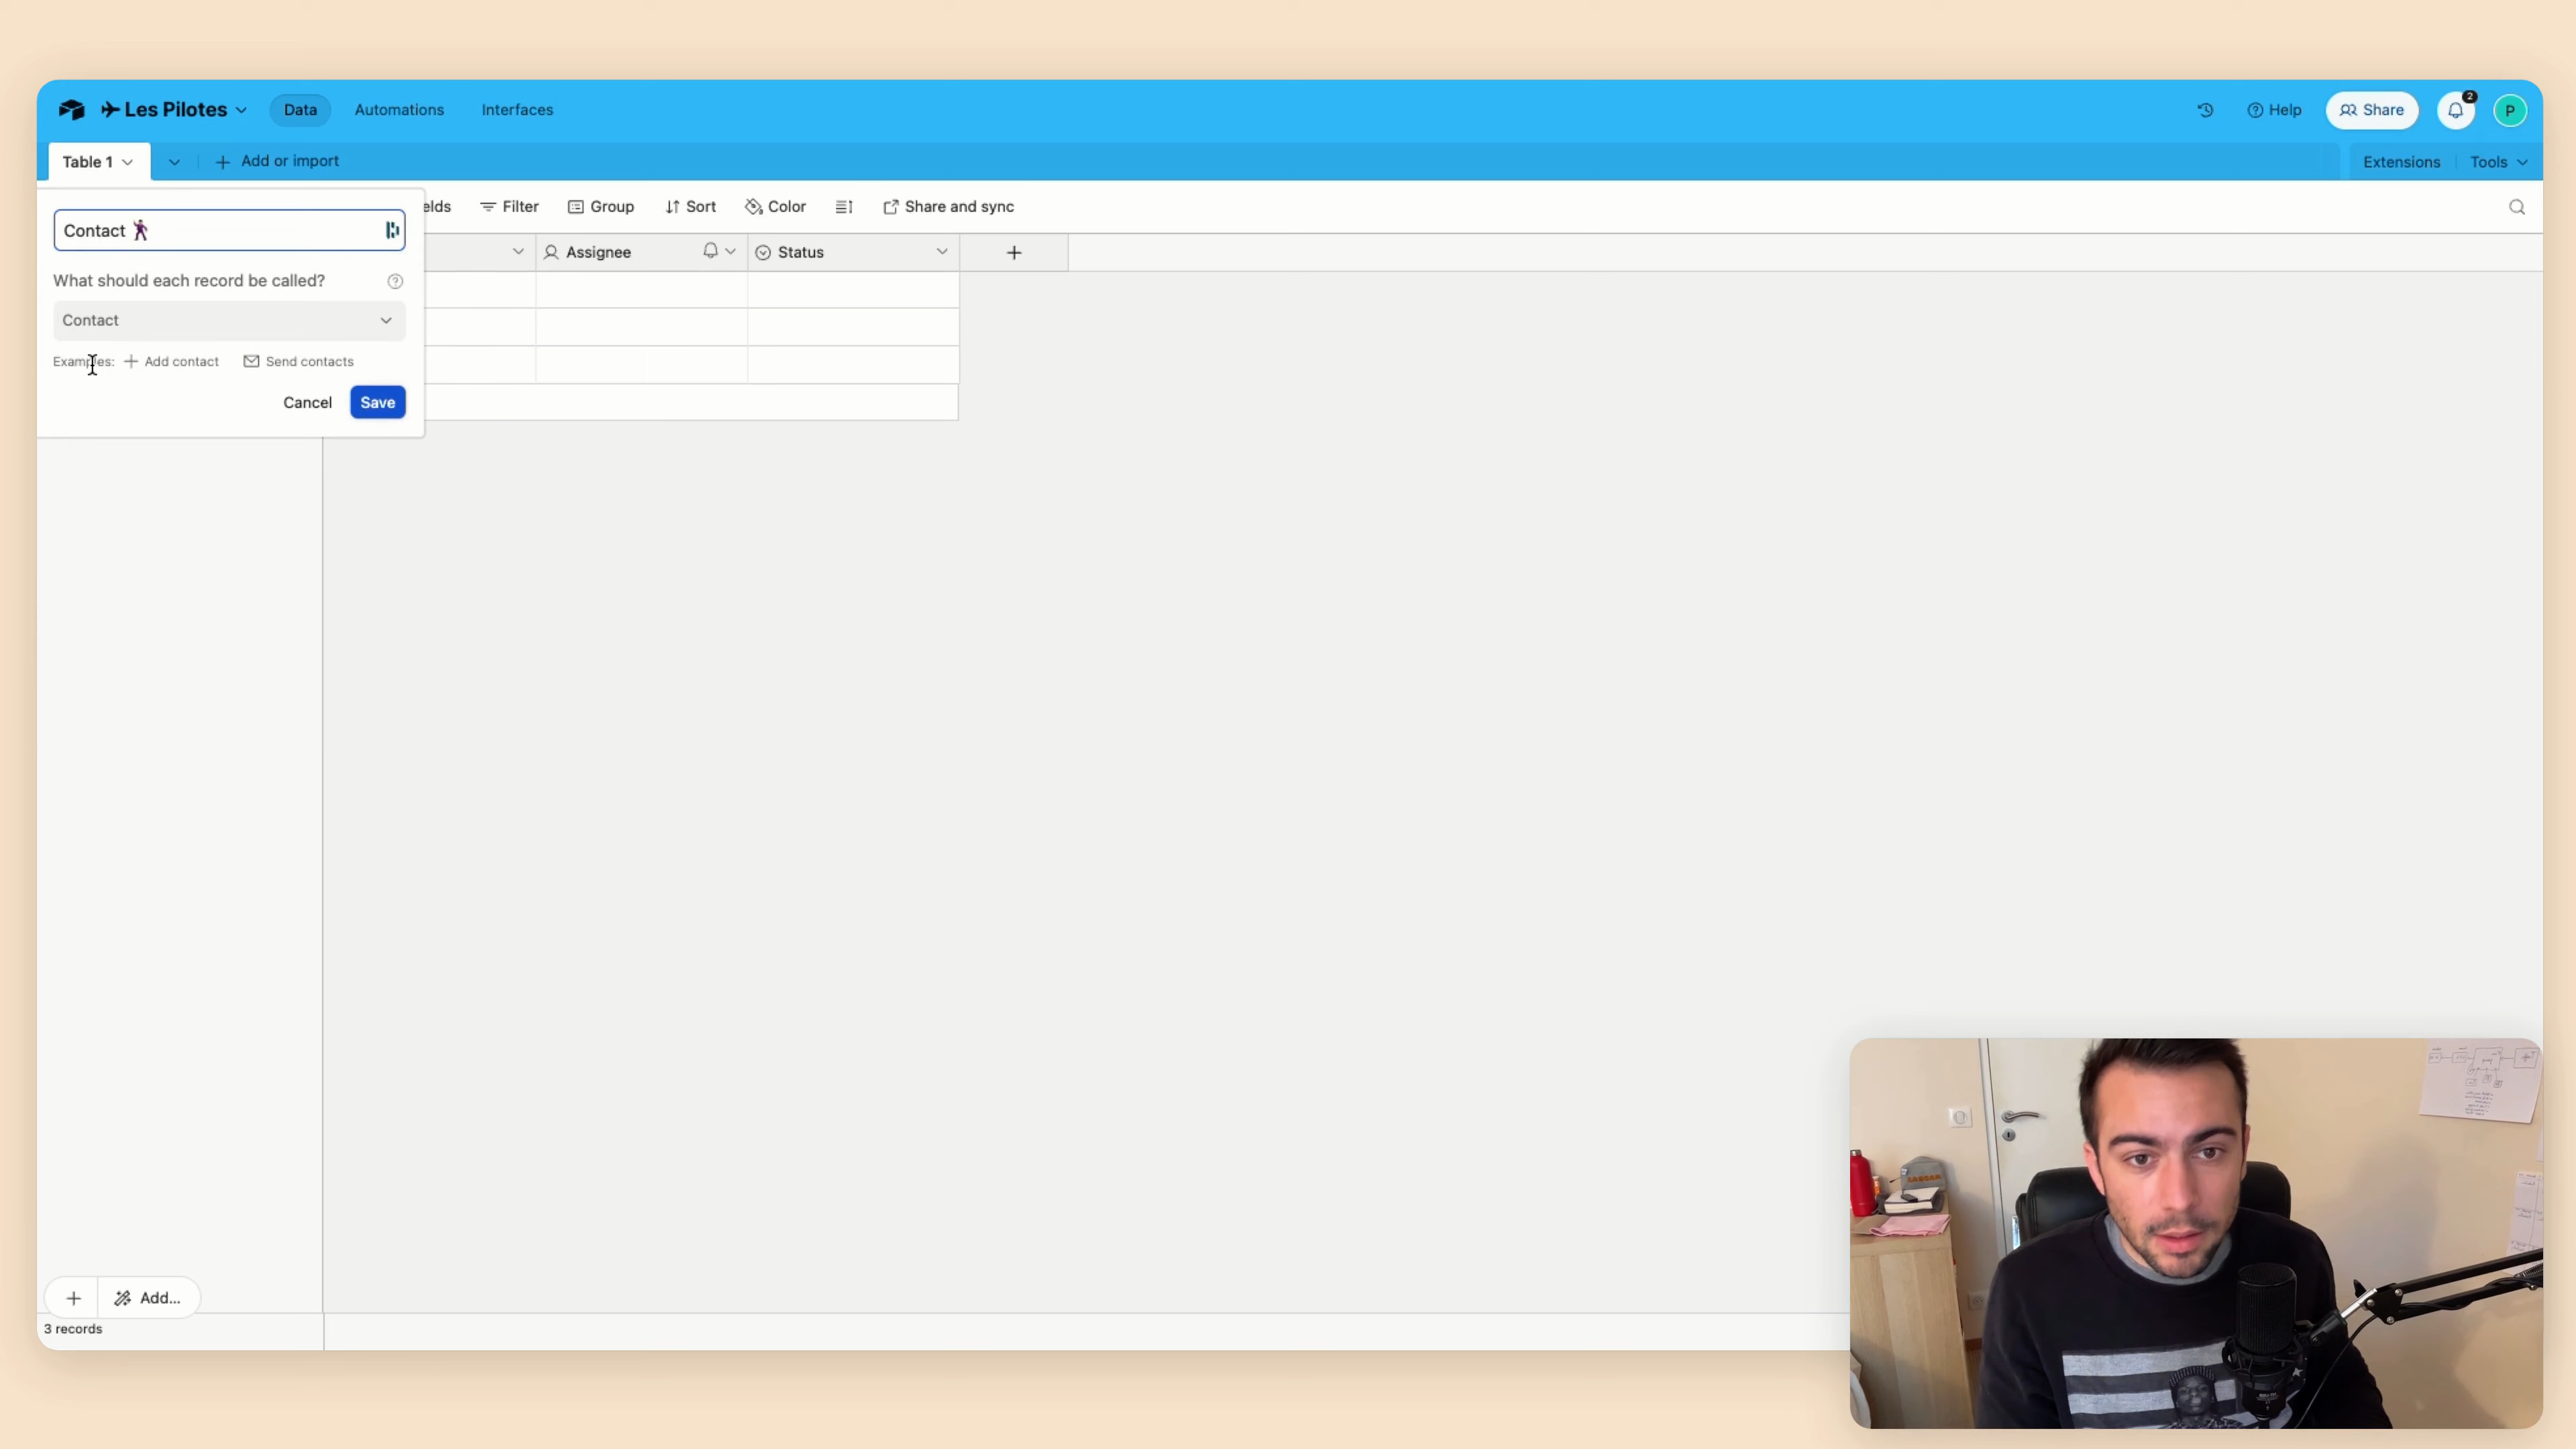 Les Pilotes
Data
Automations
Interfaces
Help
Share
2
P
Table 1
Add or import
Extensions
Tools
elds
Filter
Group
Sort
Color
Share and sync
Contact 🕺
Assignee
Status
What should each record be called?
Contact
Examples:
Add contact
Send contacts
Cancel
Save
Add...
3 records